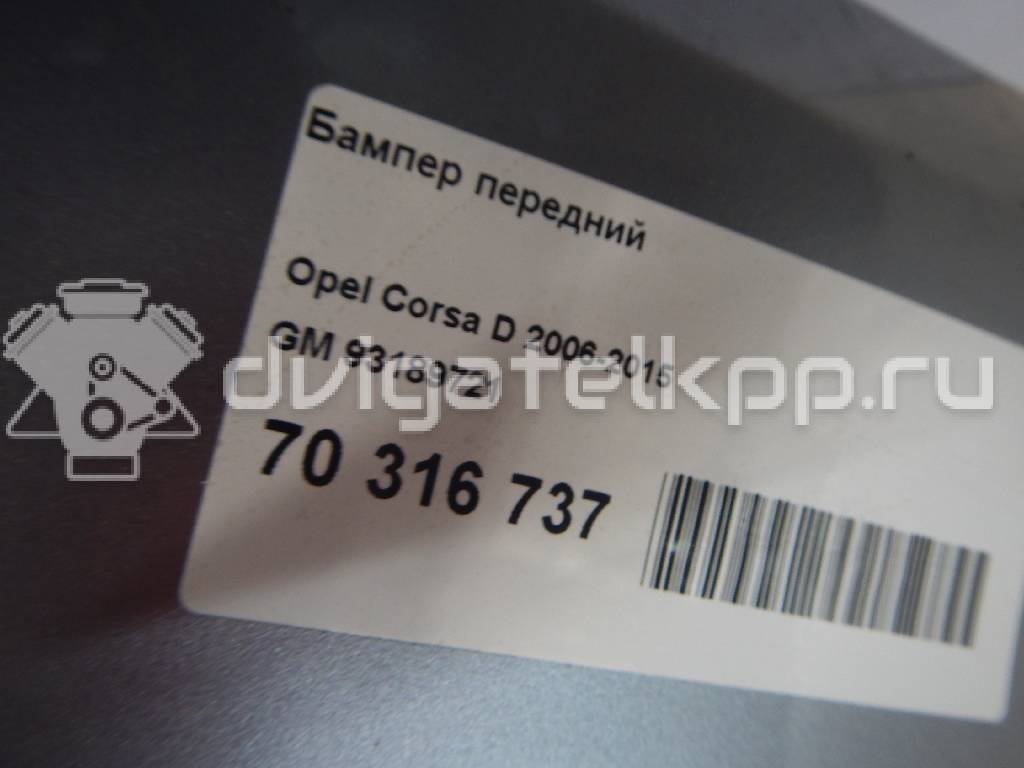 Бампер передний
Opel Corsa D 2006-2015
GM 93189721
70 316 737
dvigatelkpp.ru